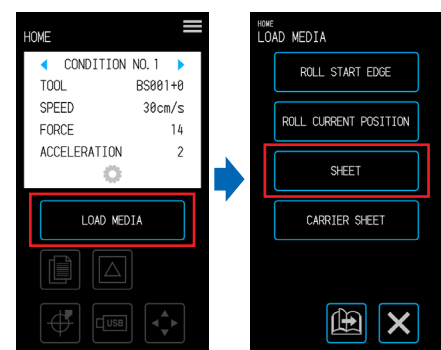 HOME
CONDITION NO.1
TOOL BS001+0
SPEED 30cm/s
FORCE 14
ACCELERATION 2
LOAD MEDIA
USB
HOME
LOAD MEDIA
ROLL START EDGE
ROLL CURRENT POSITION
SHEET
CARRIER SHEET